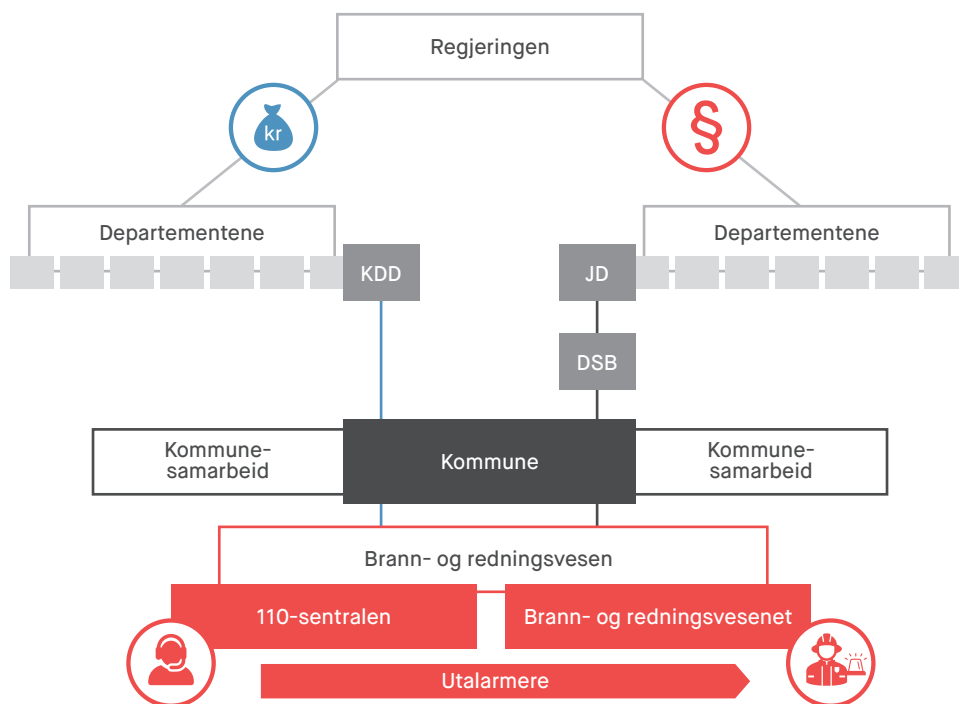 Regjeringen
kr
§
Departementene
Departementene
KDD
JD
DSB
Kommune-
samarbeid
Kommune
Kommune-
samarbeid
Brann- og redningsvesen
110-sentralen
Brann- og redningsvesenet
Utalarmere